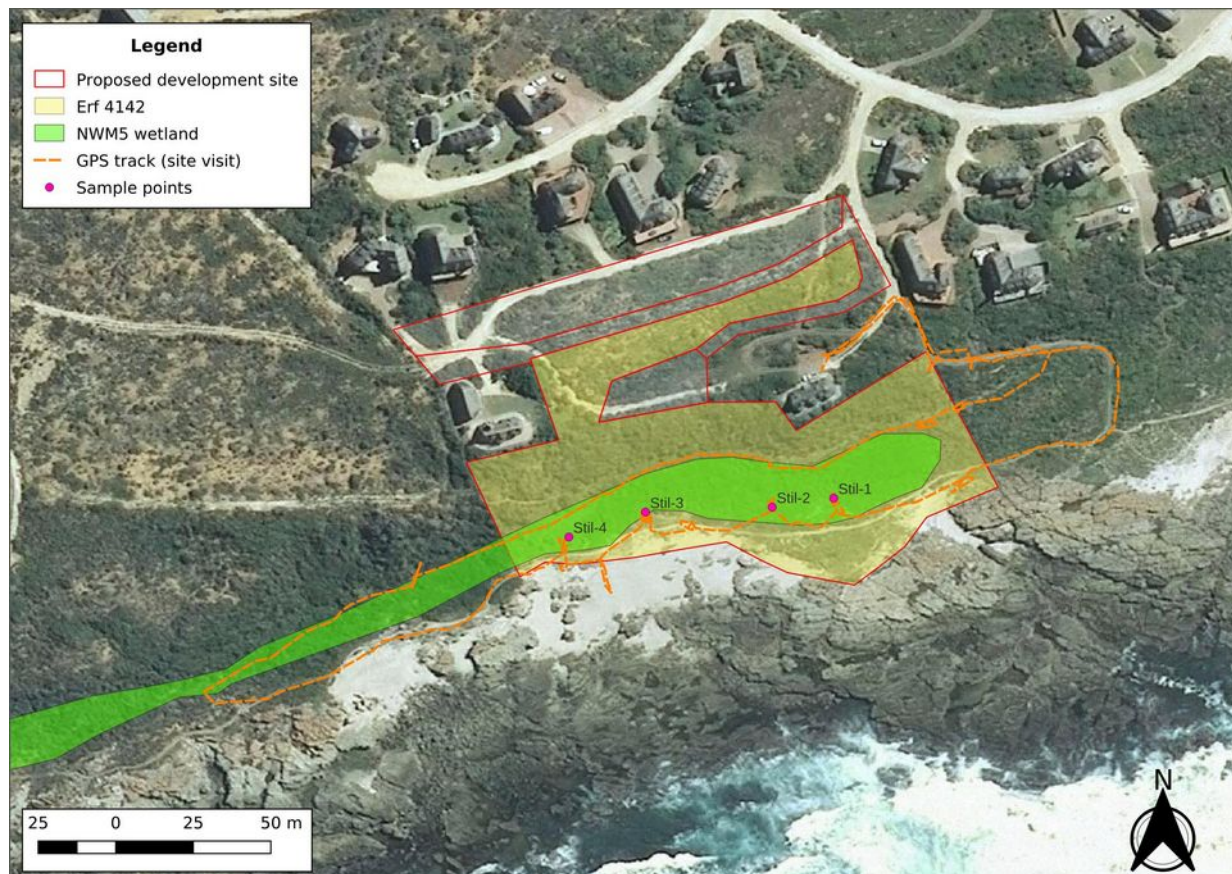 Legend
Proposed development site
Erf 4142
NWM5 wetland
GPS track (site visit)
Sample points
Stil-1
Stil-2
Stil-3
Stil-4
25 0 25 50 m
N